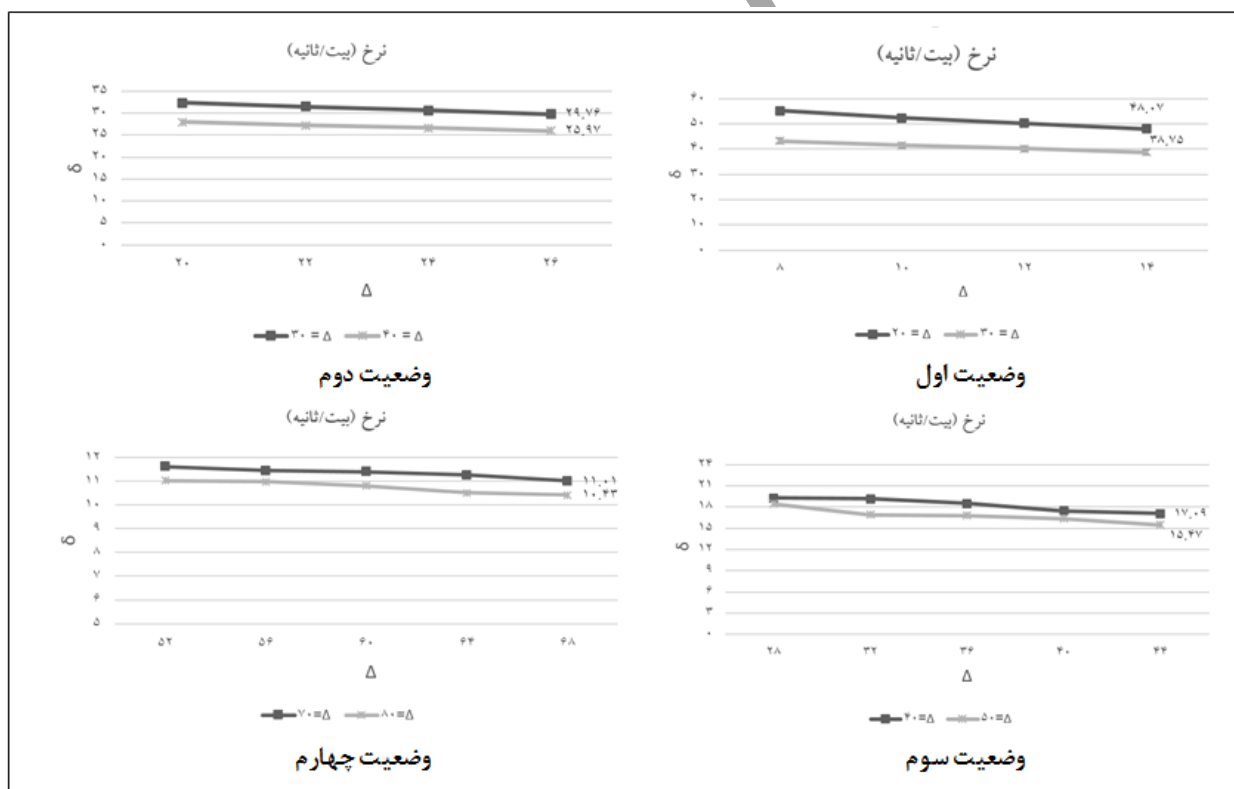 نرخ (بیت/ثانیه)
۶۰
۵۰
۴۰
۳۰
۲۰
۱۰
۰
δ
۴۸٫۰۷
۳۸٫۷۵
۸ ۱۰ ۱۲ ۱۴
Δ
۲۰ = Δ ۳۰ = Δ
وضعیت اول
نرخ (بیت/ثانیه)
۳۵
۳۰
۲۵
۲۰
۱۵
۱۰
۵
۰
δ
۲۹٫۷۶
۲۵٫۹۷
۲۰ ۲۲ ۲۴ ۲۶
Δ
۳۰ = Δ ۴۰ = Δ
وضعیت دوم
نرخ (بیت/ثانیه)
۲۴
۲۱
۱۸
۱۵
۱۲
۹
۶
۳
۰
δ
۱۷٫۰۹
۱۵٫۴۷
۲۸ ۳۲ ۳۶ ۴۰ ۴۴
Δ
۴۰=Δ ۵۰=Δ
وضعیت سوم
نرخ (بیت/ثانیه)
۱۲
۱۱
۱۰
۹
۸
۷
۶
۵
δ
۱۱٫۰۱
۱۰٫۴۳
۵۲ ۵۶ ۶۰ ۶۴ ۶۸
Δ
۷۰=Δ ۸۰=Δ
وضعیت چهارم